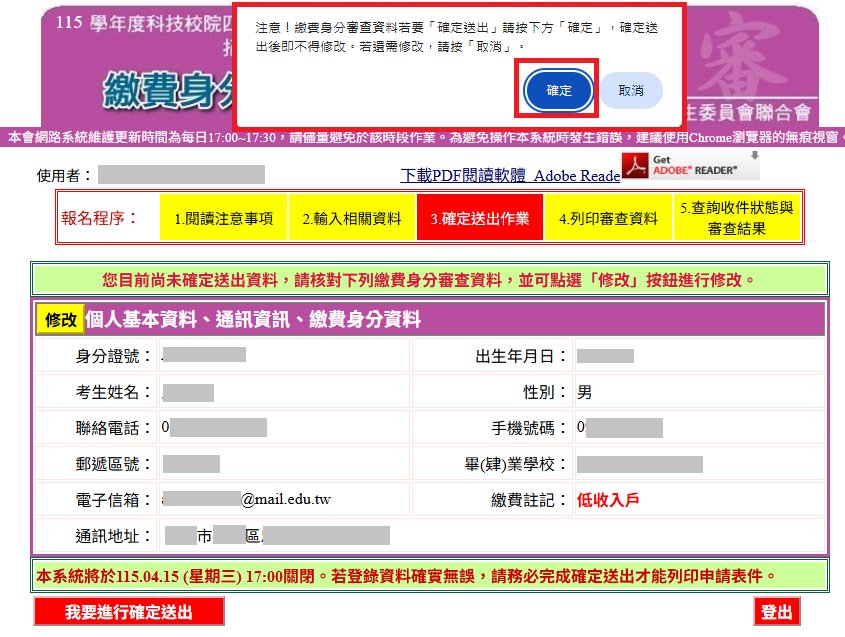 115 學年度科技校院四
招
繳費身分
審
注意！繳費身分審查資料若要「確定送出」請按下方「確定」，確定送
出後即不得修改。若還需修改，請按「取消」。
確定
取消
生委員會聯合會
本會網路系統維護更新時間為每日17:00~17:30，請儘量避免於該時段作業。為避免操作本系統時發生錯誤，建議使用Chrome瀏覽器的無痕視窗。
使用者：
下載PDF閱讀軟體 Adobe Reade
Get
ADOBE® READER®
報名程序：
1.閱讀注意事項
2.輸入相關資料
3.確定送出作業
4.列印審查資料
5.查詢收件狀態與
審查結果
您目前尚未確定送出資料，請核對下列繳費身分審查資料，並可點選「修改」按鈕進行修改。
修改 個人基本資料、通訊資訊、繳費身分資料
身分證號：
出生年月日：
考生姓名：
性別： 男
聯絡電話： 0
手機號碼： 0
郵遞區號：
畢(肄)業學校：
電子信箱： @mail.edu.tw
繳費註記： 低收入戶
通訊地址： 市 區
本系統將於115.04.15 (星期三) 17:00關閉。若登錄資料確實無誤，請務必完成確定送出才能列印申請表件。
我要進行確定送出
登出